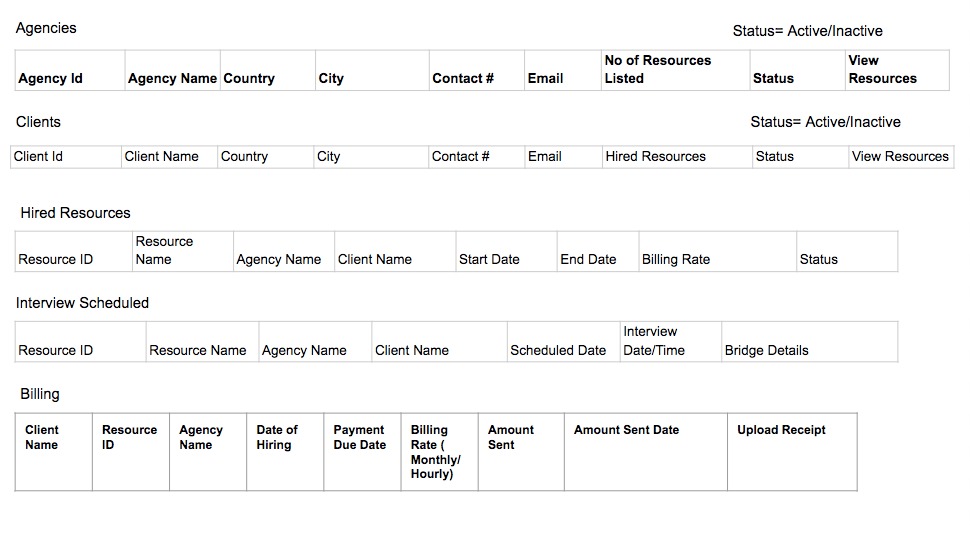 Agencies
Status= Active/Inactive
Agency Id Agency Name Country City Contact # Email No of Resources Listed Status View Resources
Clients
Status= Active/Inactive
Client Id Client Name Country City Contact # Email Hired Resources Status View Resources
Hired Resources
Resource ID Resource Name Agency Name Client Name Start Date End Date Billing Rate Status
Interview Scheduled
Resource ID Resource Name Agency Name Client Name Scheduled Date Interview Date/Time Bridge Details
Billing
Client Name Resource ID Agency Name Date of Hiring Payment Due Date Billing Rate ( Monthly/ Hourly) Amount Sent Amount Sent Date Upload Receipt